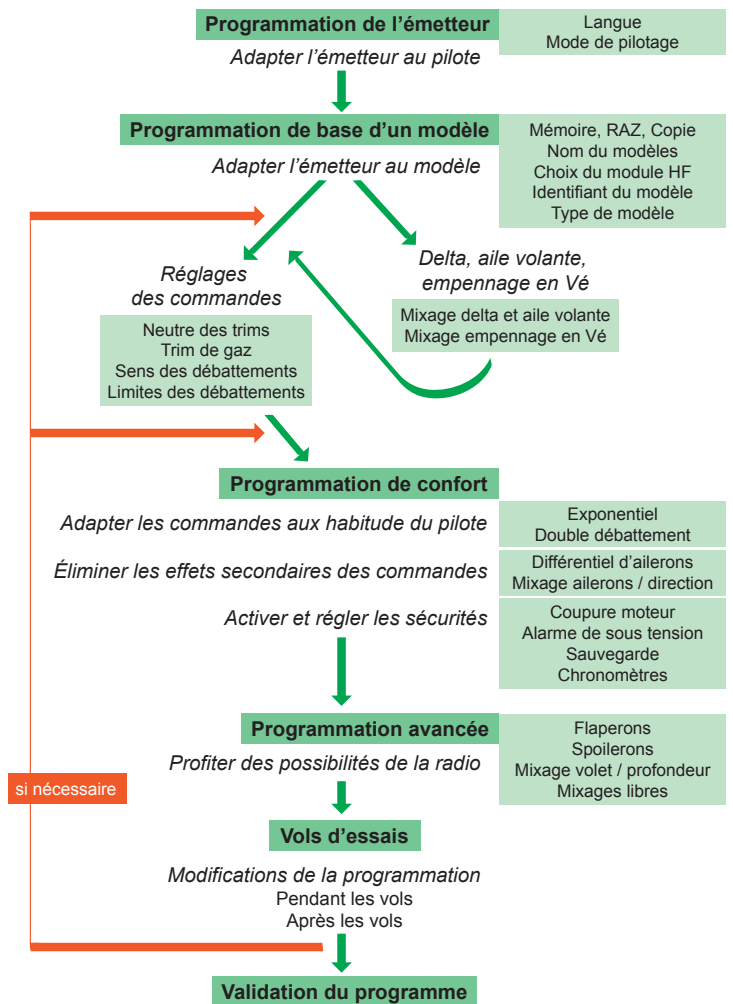 Programmation de l’émetteur
Langue
Mode de pilotage
Adapter l’émetteur au pilote
Programmation de base d’un modèle
Mémoire, RAZ, Copie
Nom du modèles
Choix du module HF
Identifiant du modèle
Type de modèle
Adapter l’émetteur au modèle
Réglages
des commandes
Neutre des trims
Trim de gaz
Sens des débattements
Limites des débattements
Delta, aile volante,
empennage en Vé
Mixage delta et aile volante
Mixage empennage en Vé
Programmation de confort
Adapter les commandes aux habitude du pilote
Exponentiel
Double débattement
Éliminer les effets secondaires des commandes
Différentiel d’ailerons
Mixage ailerons / direction
Activer et régler les sécurités
Coupure moteur
Alarme de sous tension
Sauvegarde
Chronomètres
Programmation avancée
Profiter des possibilités de la radio
Flaperons
Spoilerons
Mixage volet / profondeur
Mixages libres
si nécessaire
Vols d’essais
Modifications de la programmation
Pendant les vols
Après les vols
Validation du programme